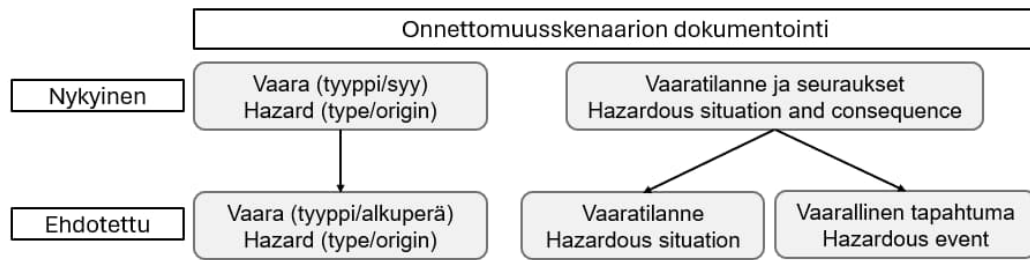 Onnettomuusskenaarion dokumentointi
Nykyinen
Vaara (tyyppi/syy)
Hazard (type/origin)
Vaaratilanne ja seuraukset
Hazardous situation and consequence
Ehdotettu
Vaara (tyyppi/alkuperä)
Hazard (type/origin)
Vaaratilanne
Hazardous situation
Vaarallinen tapahtuma
Hazardous event